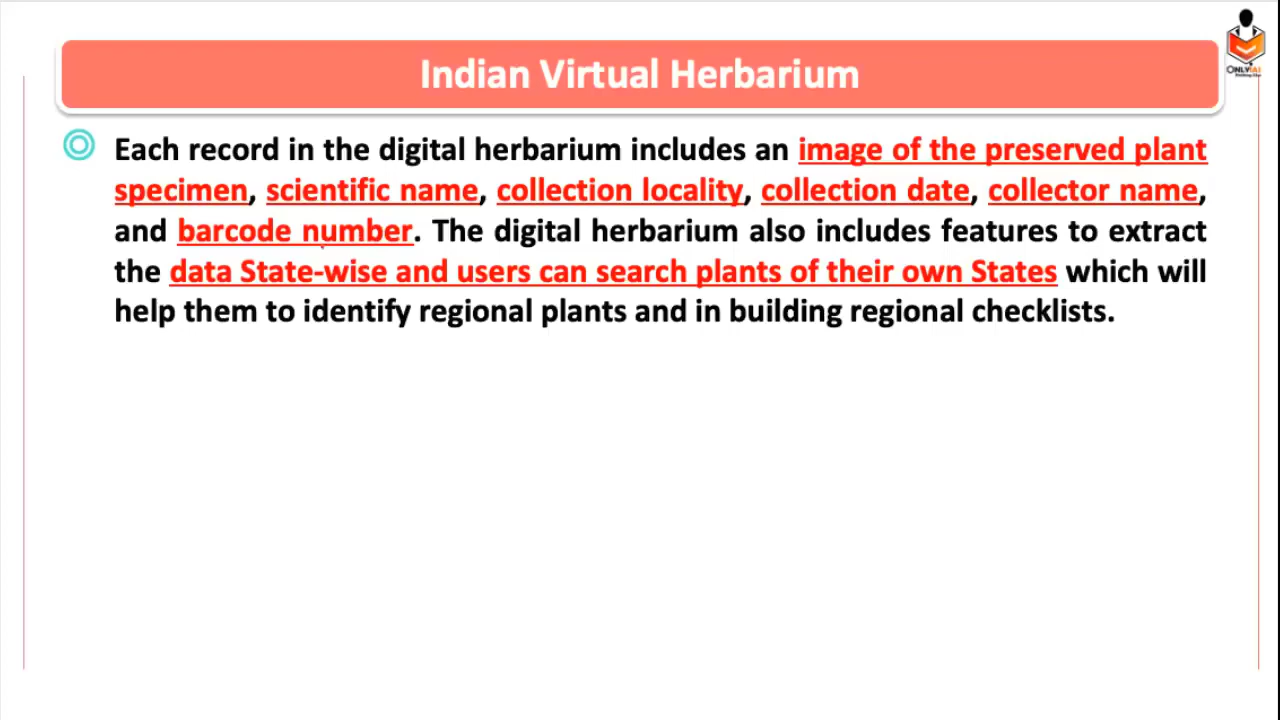 Indian Virtual Herbarium
Each record in the digital herbarium includes an image of the preserved plant
specimen, scientific name, collection locality, collection date, collector name,
and barcode number. The digital herbarium also includes features to extract
the data State-wise and users can search plants of their own States which will
help them to identify regional plants and in building regional checklists.
ONLYIAS